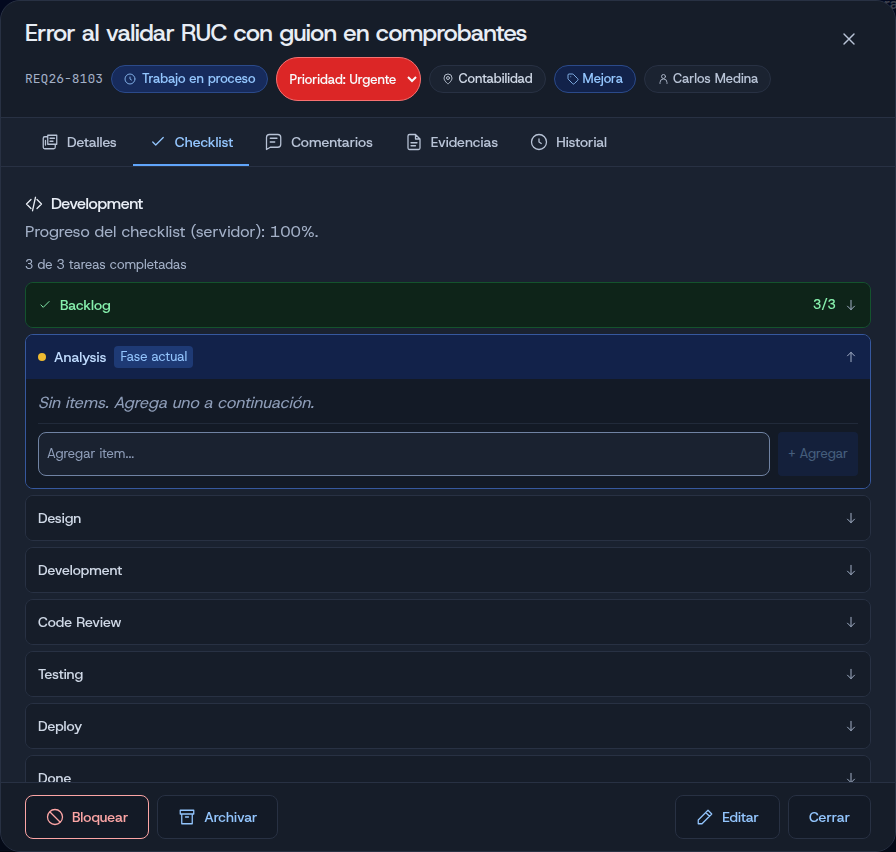 Error al validar RUC con guion en comprobantes
REQ26-8103 Trabajo en proceso Prioridad: Urgente Contabilidad Mejora Carlos Medina
Detalles Checklist Comentarios Evidencias Historial
Development
Progreso del checklist (servidor): 100%.
3 de 3 tareas completadas
Backlog 3/3
Analysis Fase actual
Sin items. Agrega uno a continuación.
Agregar item... + Agregar
Design
Development
Code Review
Testing
Deploy
Done
Bloquear Archivar Editar Cerrar